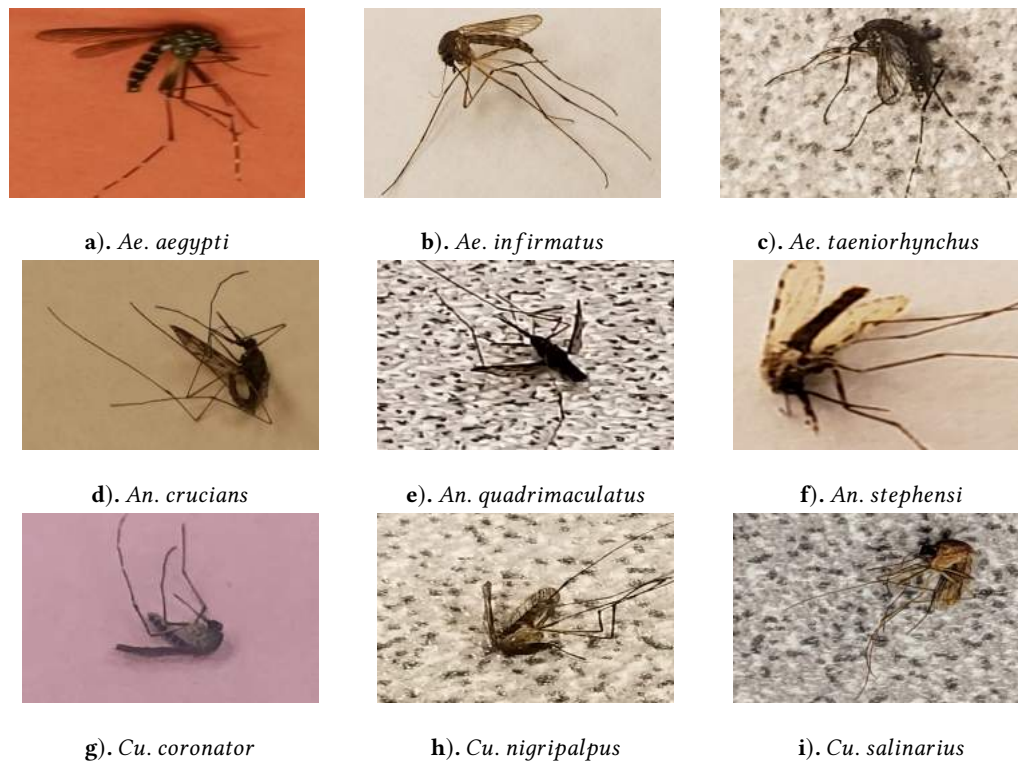 a). Ae. aegypti
b). Ae. infirmatus
c). Ae. taeniorhynchus
d). An. crucians
e). An. quadrimaculatus
f). An. stephensi
g). Cu. coronator
h). Cu. nigripalpus
i). Cu. salinarius